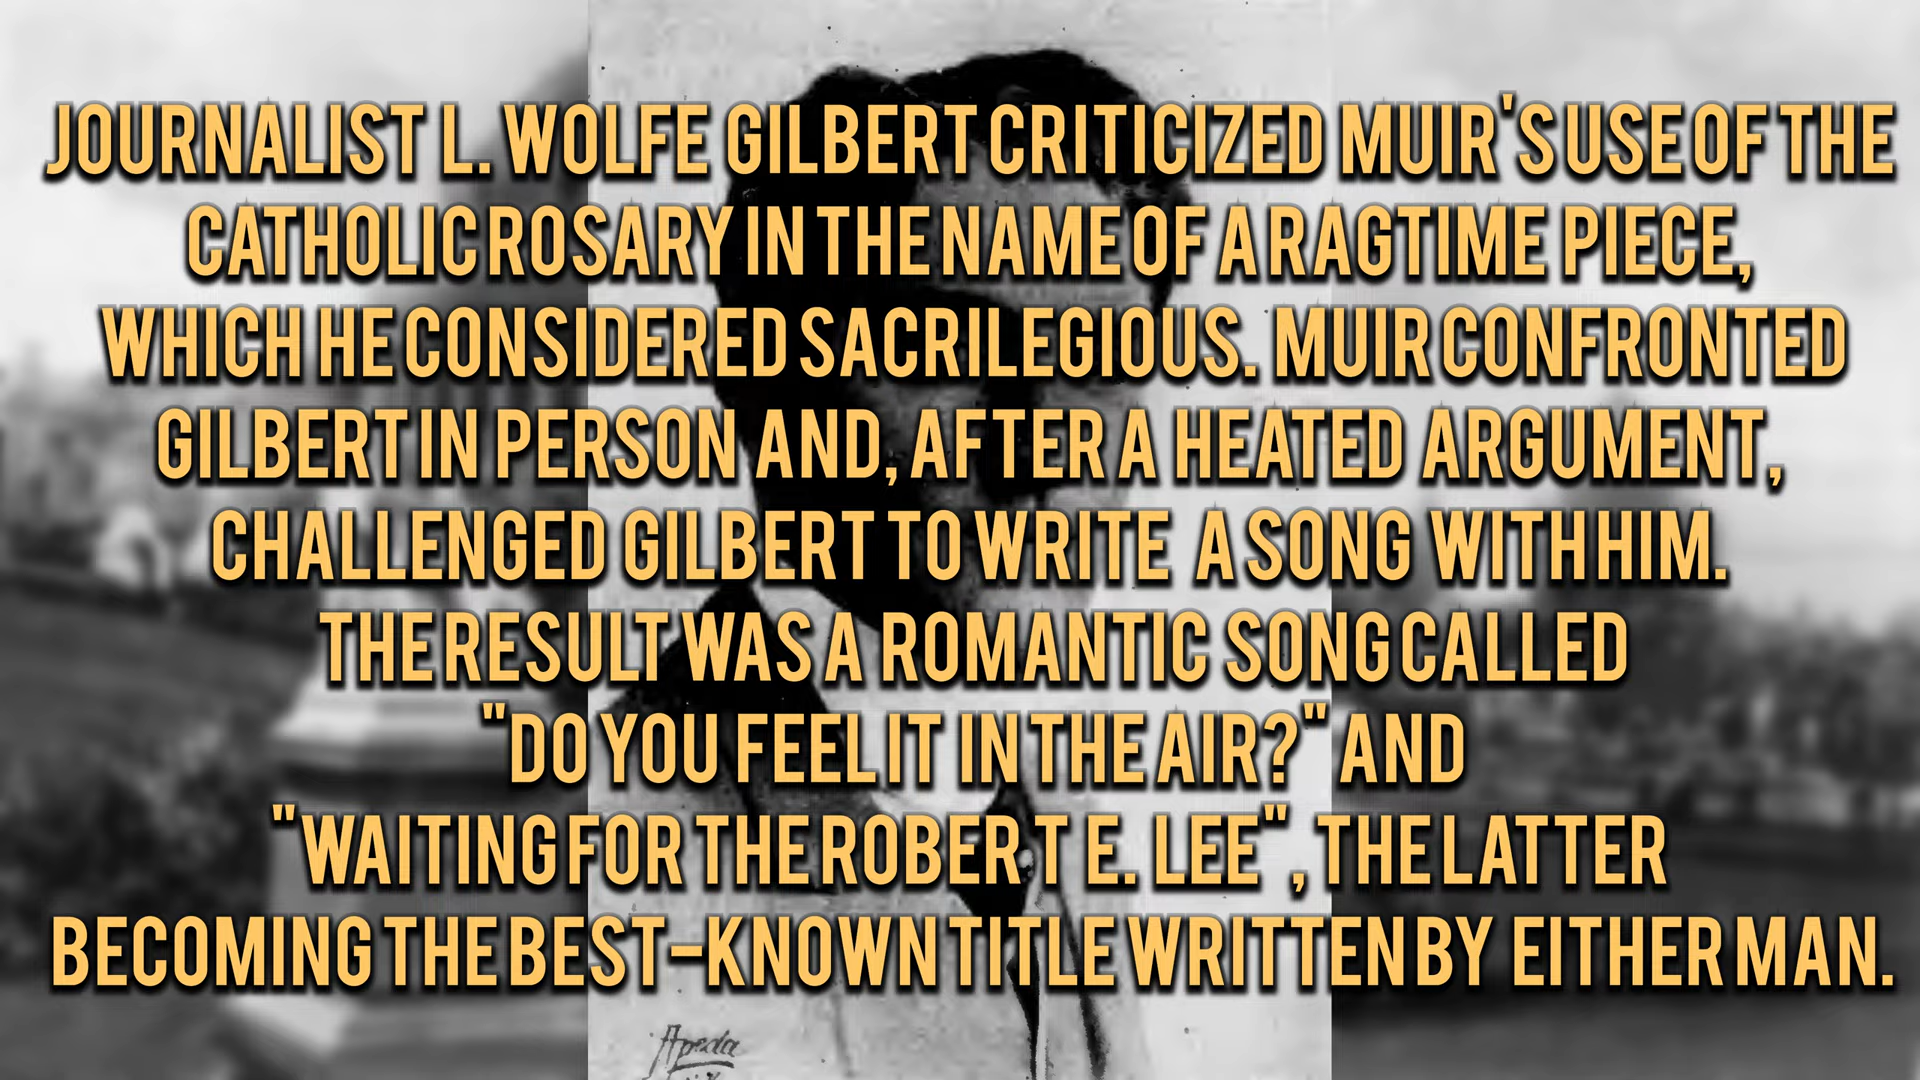 JOURNALIST L. WOLFE GILBERT CRITICIZED MUIR'S USE OF THE
CATHOLIC ROSARY IN THE NAME OF A RAGTIME PIECE,
WHICH HE CONSIDERED SACRILEGIOUS. MUIR CONFRONTED
GILBERT IN PERSON AND, AFTER A HEATED ARGUMENT,
CHALLENGED GILBERT TO WRITE A SONG WITH HIM.
THE RESULT WAS A ROMANTIC SONG CALLED
"DO YOU FEEL IT IN THE AIR?" AND
"WAITING FOR THE ROBERT E. LEE", THE LATTER
BECOMING THE BEST-KNOWN TITLE WRITTEN BY EITHER MAN.
Apeda